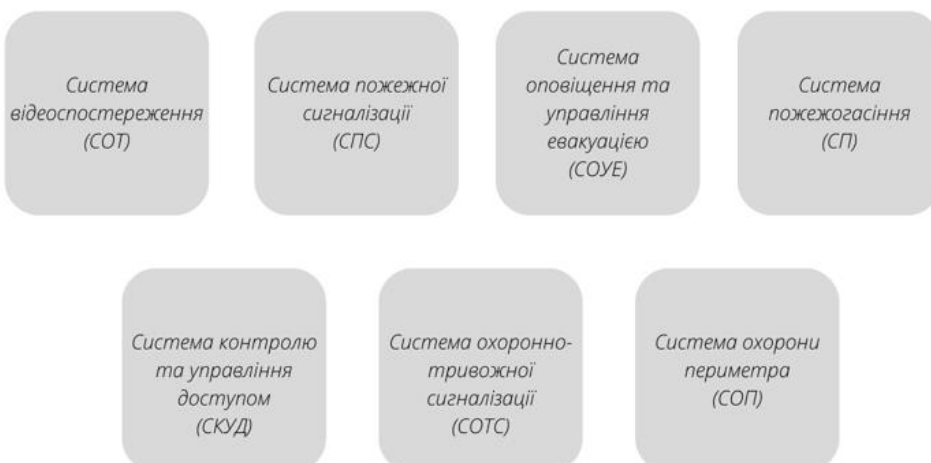 Система
відеоспостереження
(СОТ)
Система пожежної
сигналізації
(СПС)
Система
оповіщення та
управління
евакуацією
(СОУЕ)
Система
пожежогасіння
(СП)
Система контролю
та управління
доступом
(СКУД)
Система охоронно-
тривожної
сигналізації
(СОТС)
Система охорони
периметра
(СОП)